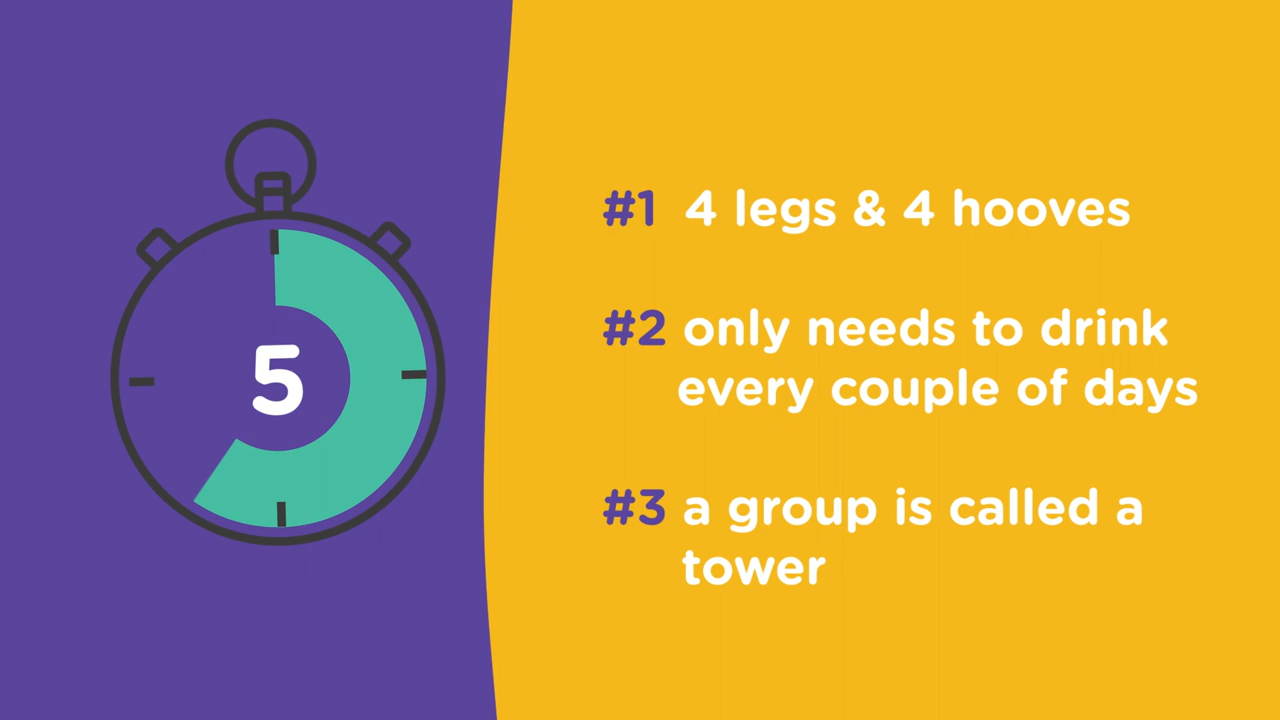 5
#1 4 legs & 4 hooves
#2 only needs to drink
every couple of days
#3 a group is called a
tower